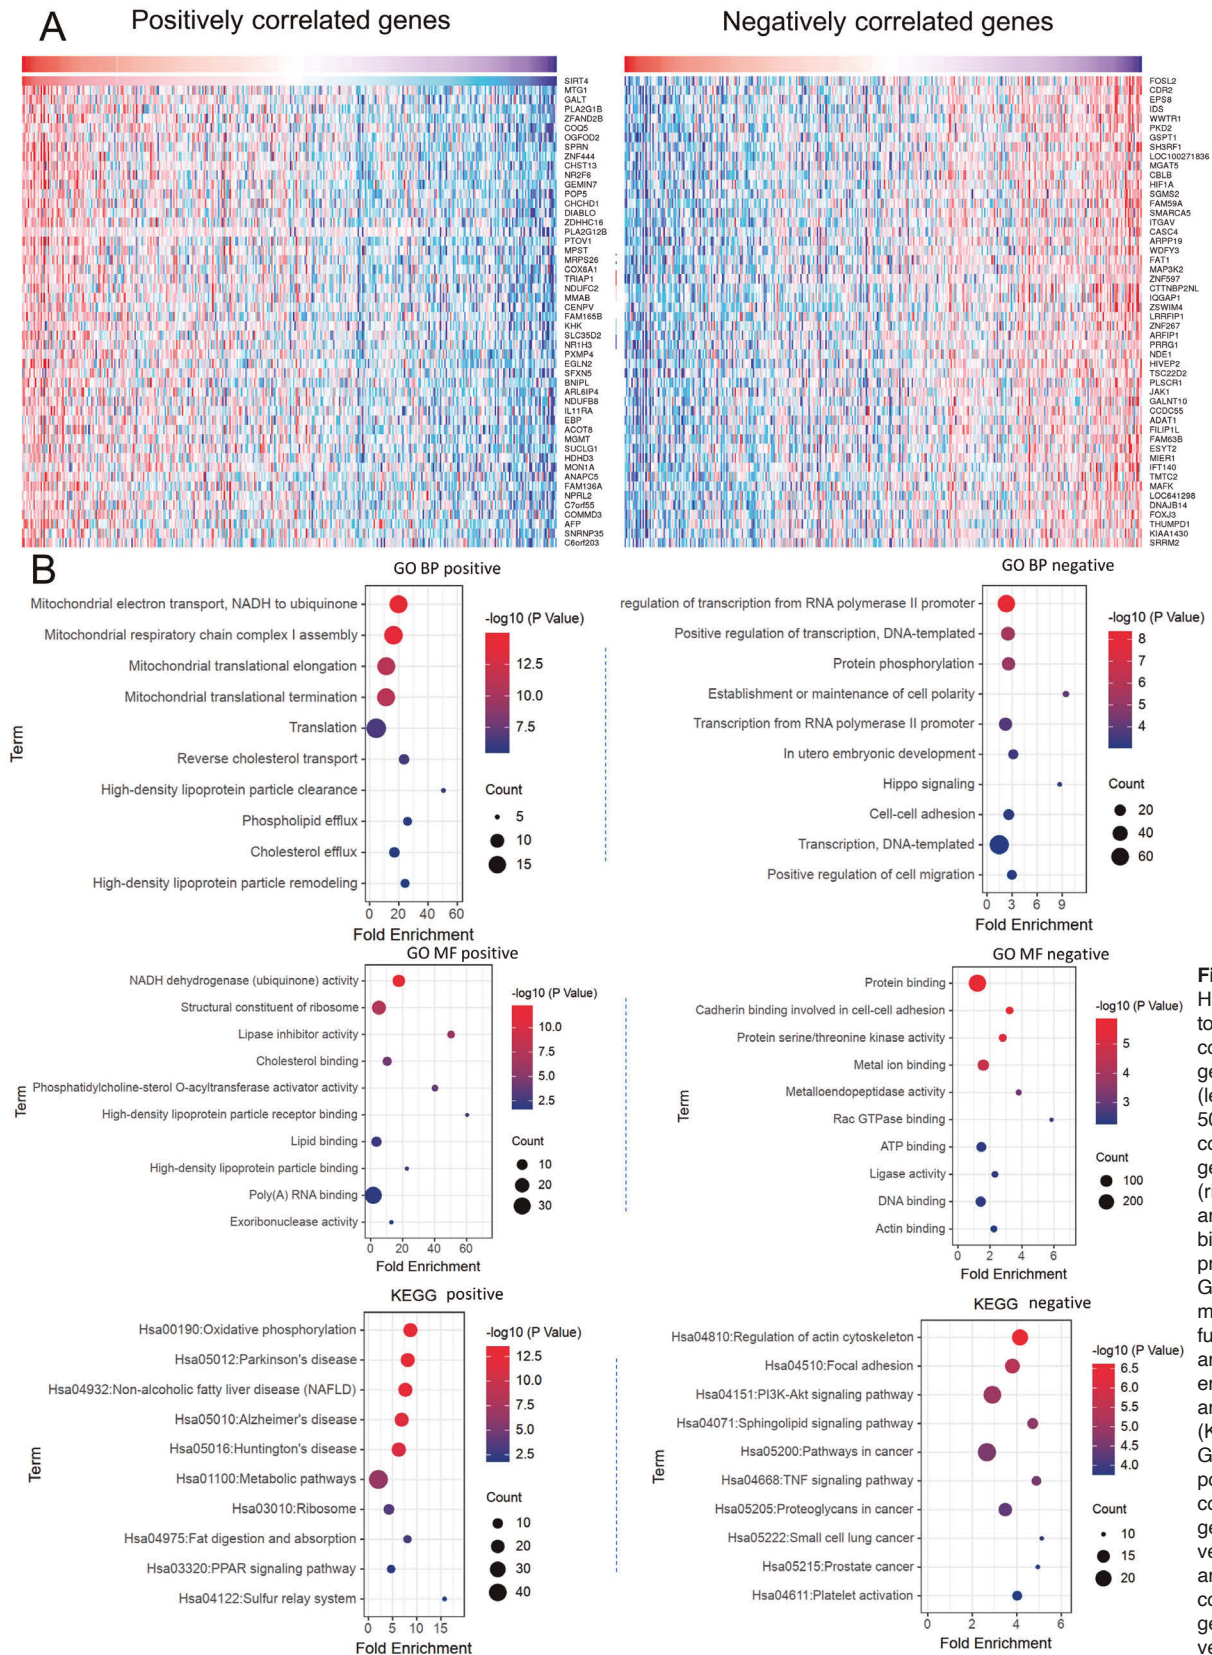 A
Positively correlated genes
Negatively correlated genes
SIRT4
MTG1
GALT
PLA2G1B
ZFAND2B
COQ5
OGFOD2
SPRN
ZNF444
CHST13
NR2F6
GEMIN7
POP5
CHCHD1
DIABLO
ZDHHC16
PLA2G12B
PTOV1
MPST
MRPS26
COX6A1
TRIAP1
NDUFC2
MMAB
CENPV
FAM165B
KHK
SLC35D2
NR1H3
PXMP4
EGLN2
SFXN5
BNIPL
ARL6IP4
NDUFB8
IL11RA
EBP
ACOT8
MGMT
SUCLG1
HDHD3
MON1A
ANAPC5
FAM136A
NPRL2
C7orf55
COMMD3
AFP
SNRNP35
C6orf203
FOSL2
CDR2
EPS8
IDS
WWTR1
PKD2
GSPT1
SH3RF1
LOC100271836
MGAT5
CBLB
HIF1A
SGMS2
FAM59A
SMARCA5
ITGAV
CASC4
ARPP19
WDFY3
FAT1
MAP3K2
ZNF597
CTTNBP2NL
IQGAP1
ZSWIM4
LRRFIP1
ZNF267
ARFIP1
PRRG1
NDE1
HIVEP2
TSC22D2
PLSCR1
JAK1
GALNT10
CCDC55
ADAT1
FILIP1L
FAM63B
ESYT2
MIER1
IFT140
TMTC2
MAFK
LOC641298
DNAJB14
FOXJ3
THUMPD1
KIAA1430
SRRM2
B
GO BP positive
Term
Mitochondrial electron transport, NADH to ubiquinone
Mitochondrial respiratory chain complex I assembly
Mitochondrial translational elongation
Mitochondrial translational termination
Translation
Reverse cholesterol transport
High-density lipoprotein particle clearance
Phospholipid efflux
Cholesterol efflux
High-density lipoprotein particle remodeling
0 20 40 60
Fold Enrichment
-log10 (P Value)
12.5
10.0
7.5
Count
5
10
15
GO BP negative
regulation of transcription from RNA polymerase II promoter
Positive regulation of transcription, DNA-templated
Protein phosphorylation
Establishment or maintenance of cell polarity
Transcription from RNA polymerase II promoter
In utero embryonic development
Hippo signaling
Cell-cell adhesion
Transcription, DNA-templated
Positive regulation of cell migration
0 3 6 9
Fold Enrichment
-log10 (P Value)
8
7
6
5
4
Count
20
40
60
GO MF positive
Term
NADH dehydrogenase (ubiquinone) activity
Structural constituent of ribosome
Lipase inhibitor activity
Cholesterol binding
Phosphatidylcholine-sterol O-acyltransferase activator activity
High-density lipoprotein particle receptor binding
Lipid binding
High-density lipoprotein particle binding
Poly(A) RNA binding
Exoribonuclease activity
0 20 40 60
Fold Enrichment
-log10 (P Value)
10.0
7.5
5.0
2.5
Count
10
20
30
GO MF negative
Term
Protein binding
Cadherin binding involved in cell-cell adhesion
Protein serine/threonine kinase activity
Metal ion binding
Metalloendopeptidase activity
Rac GTPase binding
ATP binding
Ligase activity
DNA binding
Actin binding
0 2 4 6
Fold Enrichment
-log10 (P Value)
5
4
3
Count
100
200
KEGG positive
Term
Hsa00190:Oxidative phosphorylation
Hsa05012:Parkinson's disease
Hsa04932:Non-alcoholic fatty liver disease (NAFLD)
Hsa05010:Alzheimer's disease
Hsa05016:Huntington's disease
Hsa01100:Metabolic pathways
Hsa03010:Ribosome
Hsa04975:Fat digestion and absorption
Hsa03320:PPAR signaling pathway
Hsa04122:Sulfur relay system
0 5 10 15
Fold Enrichment
-log10 (P Value)
12.5
10.0
7.5
5.0
2.5
Count
10
20
30
40
KEGG negative
Term
Hsa04810:Regulation of actin cytoskeleton
Hsa04510:Focal adhesion
Hsa04151:PI3K-Akt signaling pathway
Hsa04071:Sphingolipid signaling pathway
Hsa05200:Pathways in cancer
Hsa04668:TNF signaling pathway
Hsa05205:Proteoglycans in cancer
Hsa05222:Small cell lung cancer
Hsa05215:Prostate cancer
Hsa04611:Platelet activation
0 2 4 6
Fold Enrichment
-log10 (P Value)
6.5
6.0
5.5
5.0
4.5
4.0
Count
10
15
20